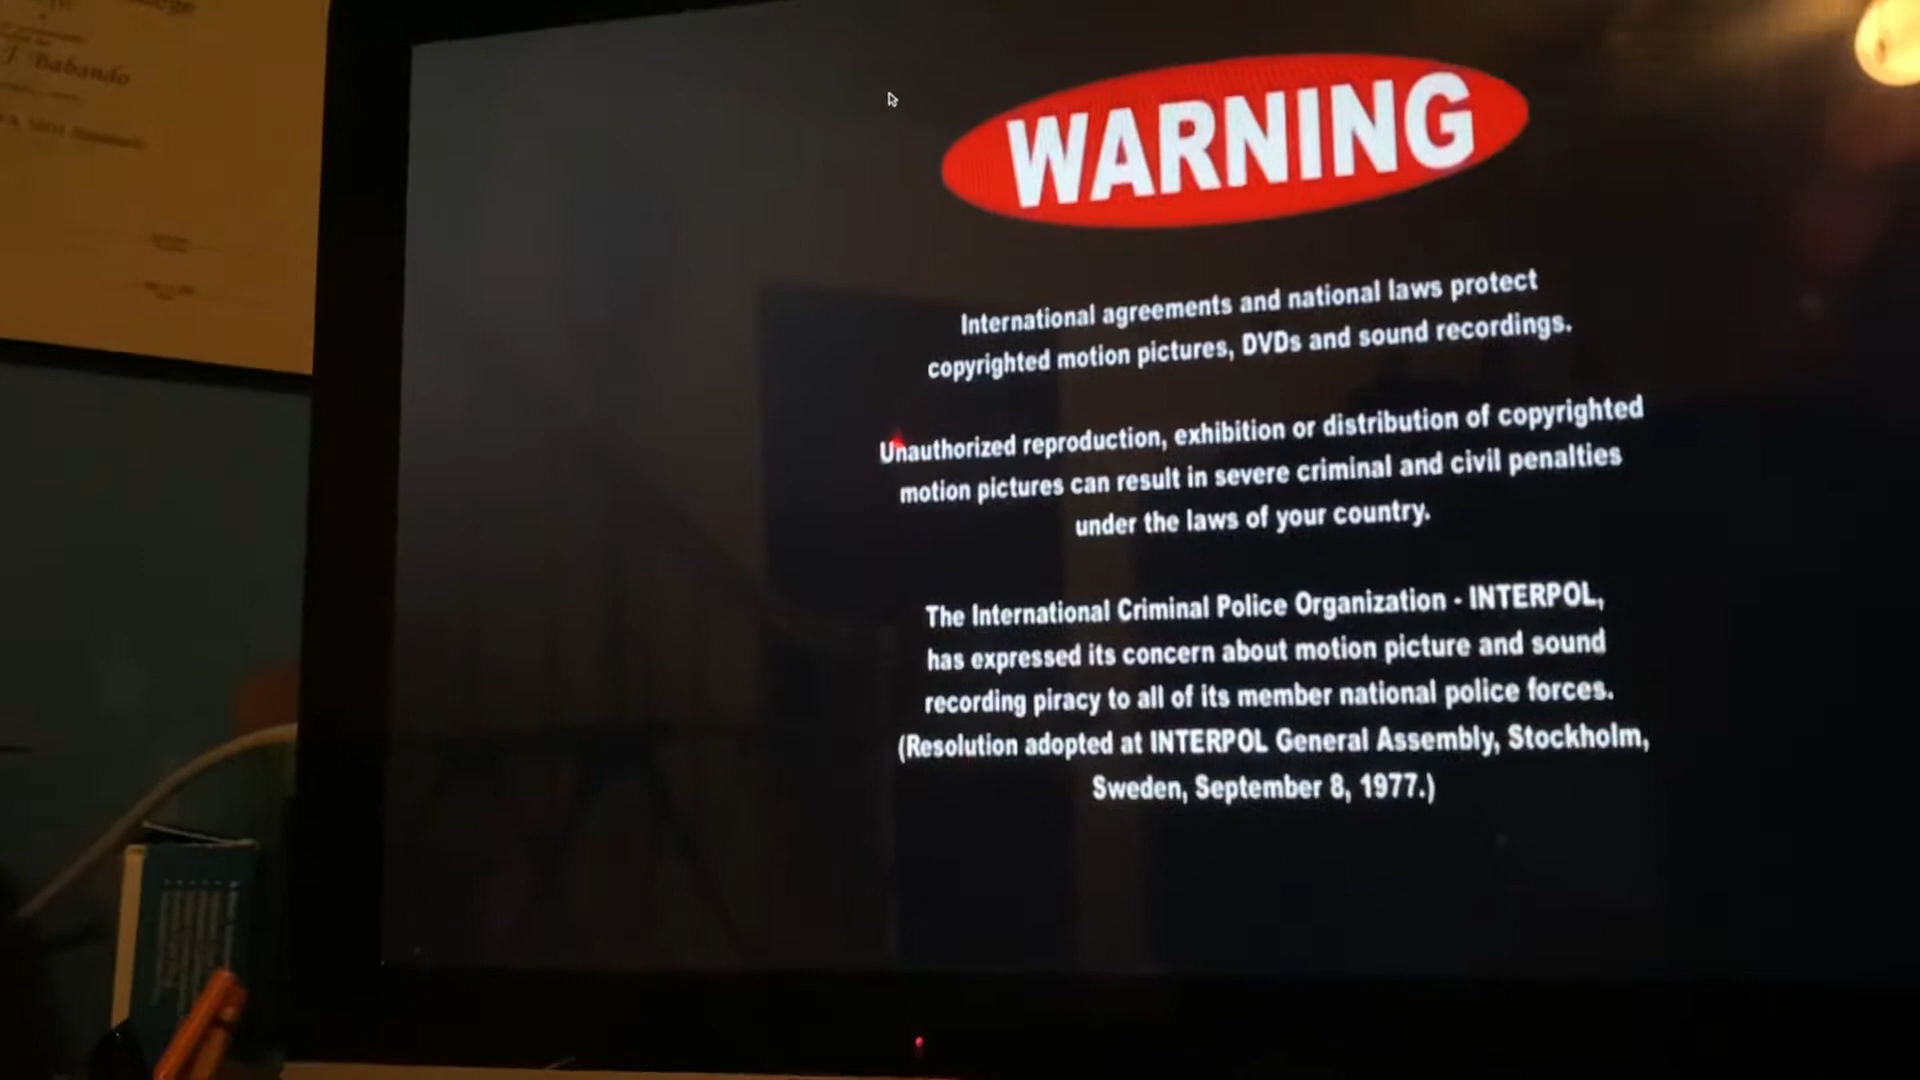 J. Babando
WARNING
International agreements and national laws protect
copyrighted motion pictures, DVDs and sound recordings.
Unauthorized reproduction, exhibition or distribution of copyrighted
motion pictures can result in severe criminal and civil penalties
under the laws of your country.
The International Criminal Police Organization - INTERPOL,
has expressed its concern about motion picture and sound
recording piracy to all of its member national police forces.
(Resolution adopted at INTERPOL General Assembly, Stockholm,
Sweden, September 8, 1977.)